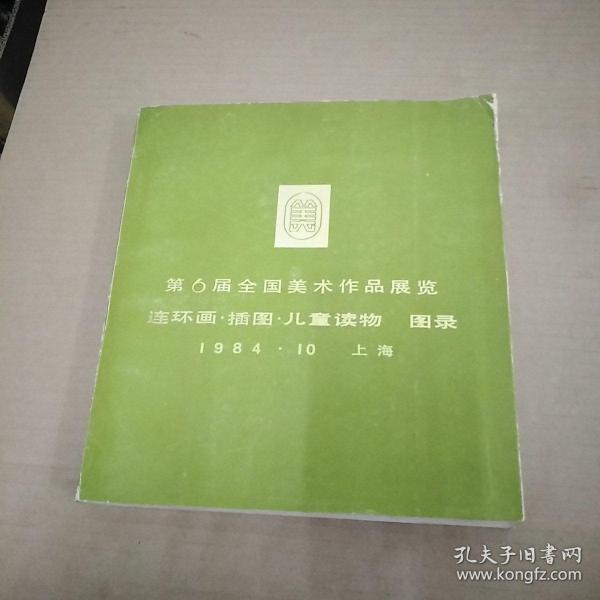 美
第6届全国美术作品展览
连环画·插图·儿童读物 图录
1984·10 上海
孔夫子旧书网
www.kongfz.com